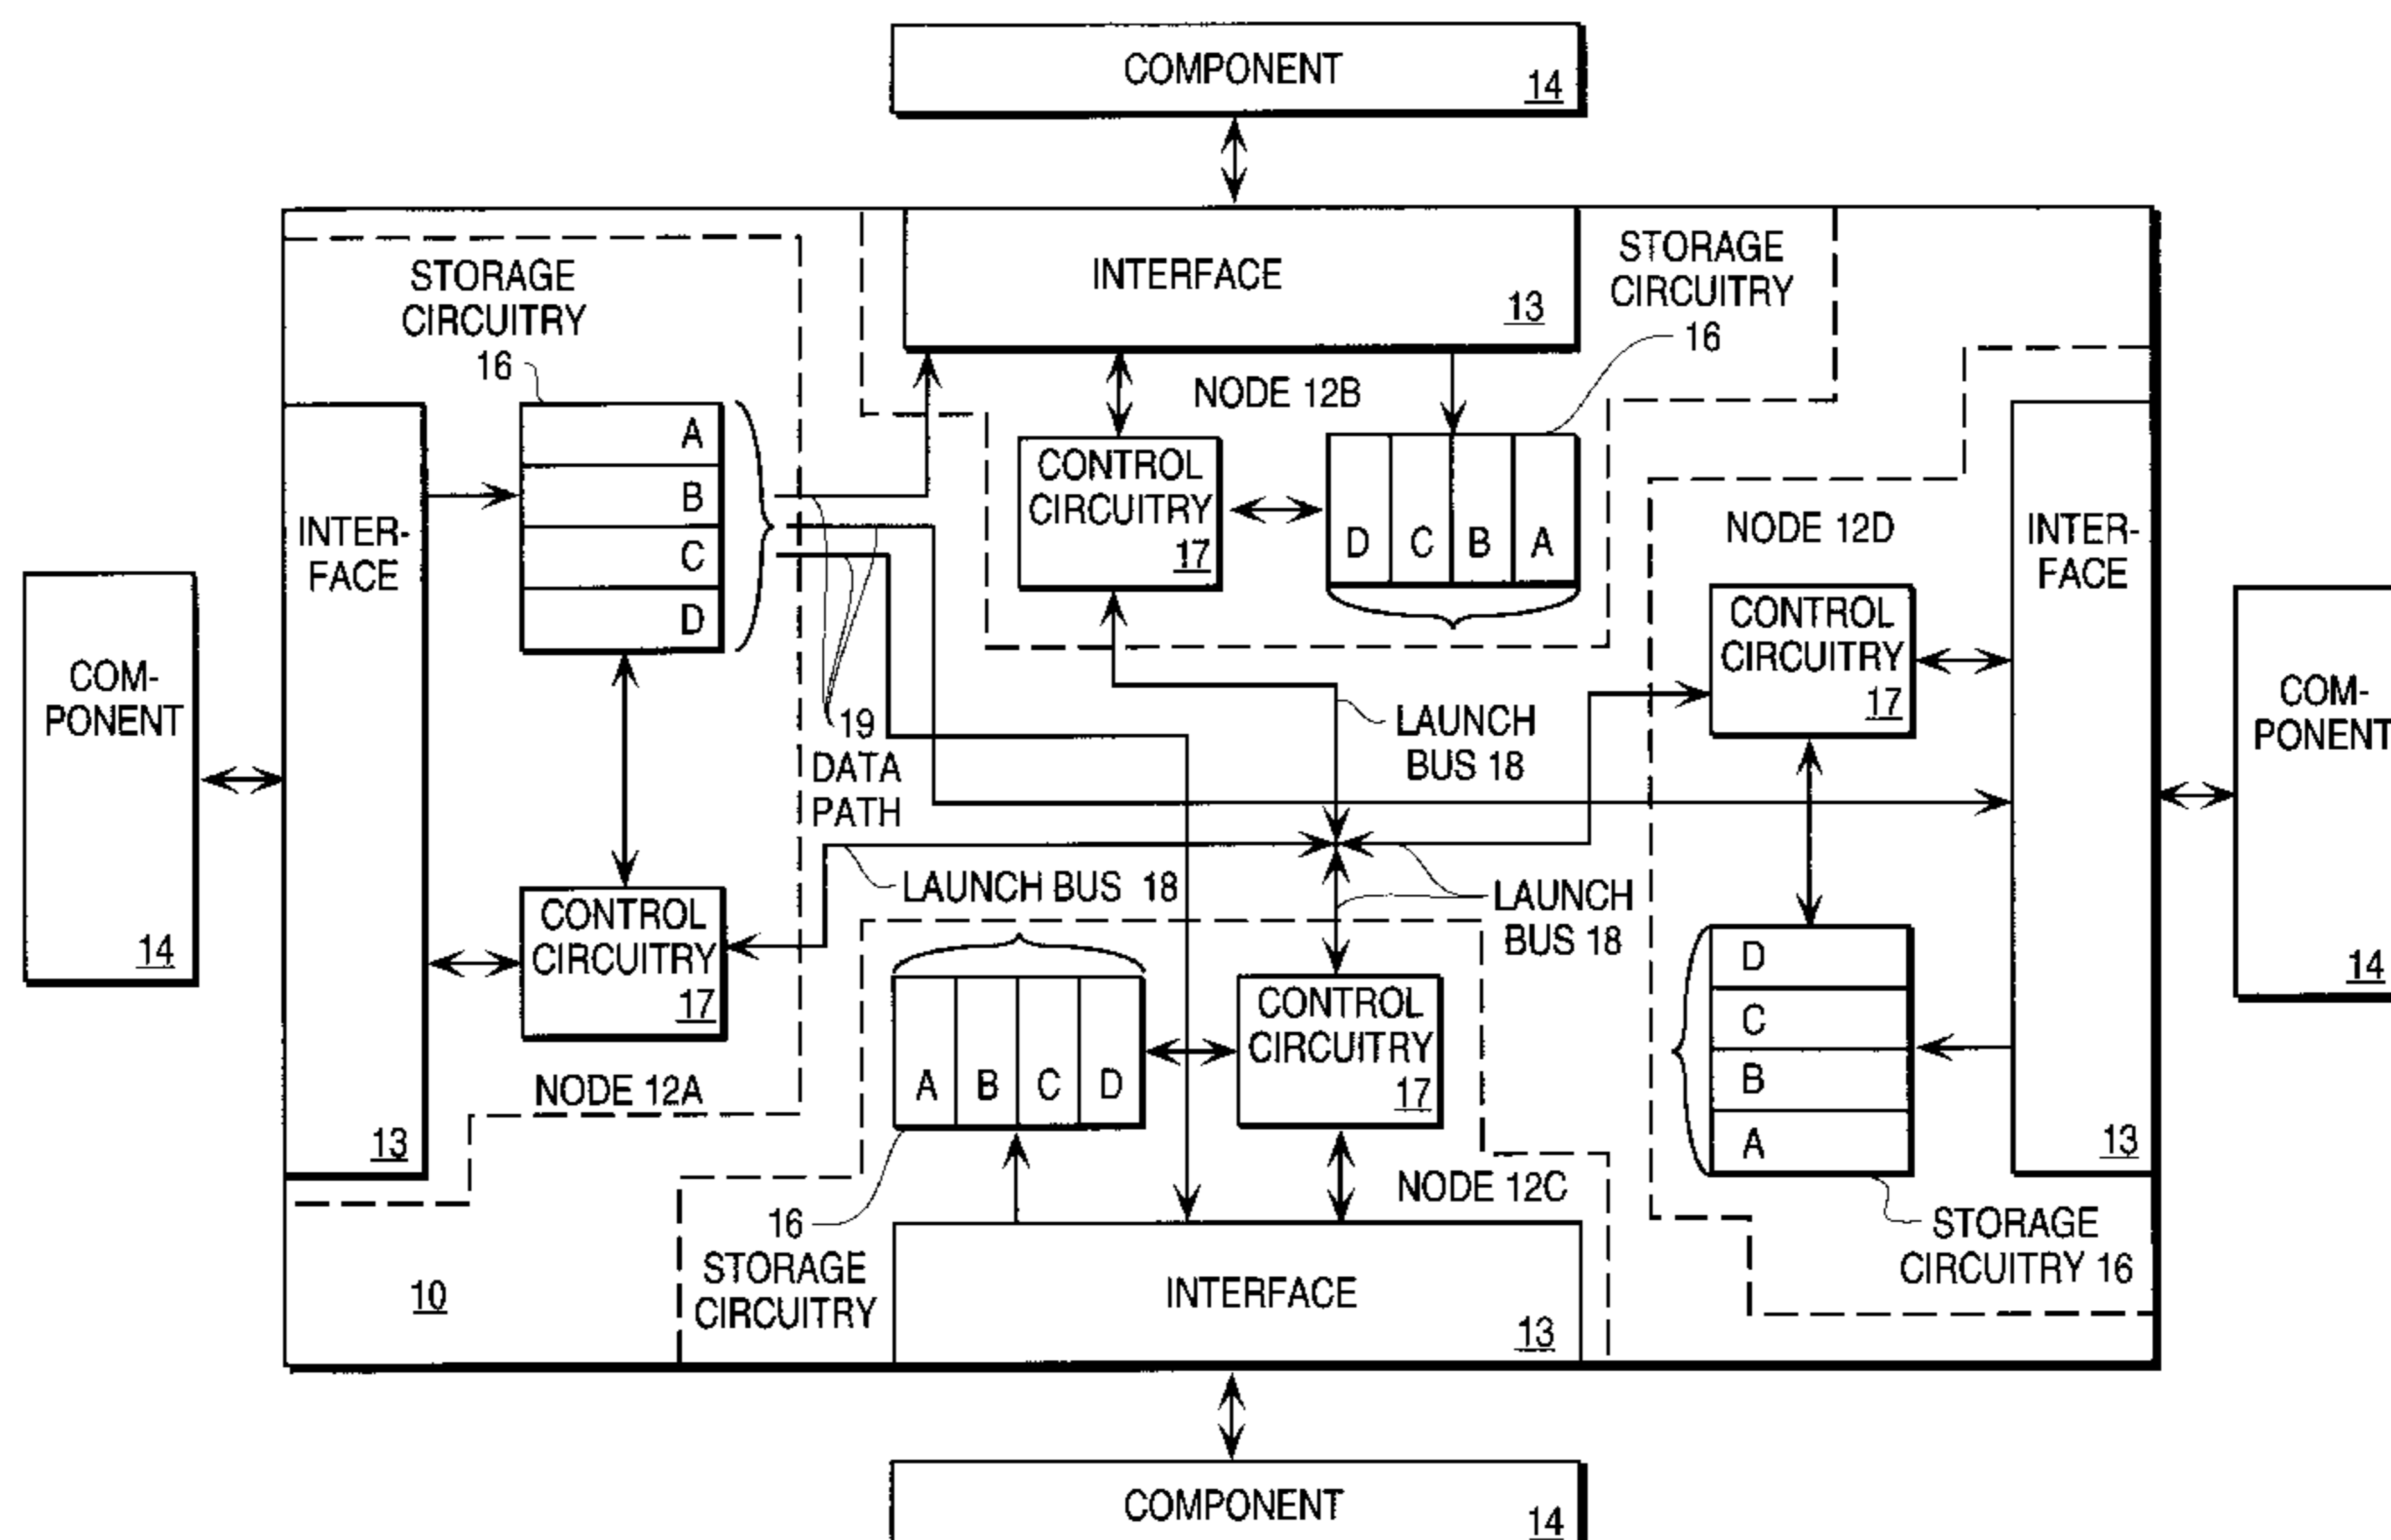 COMPONENT
14
STORAGE
CIRCUITRY
16
INTERFACE
13
STORAGE
CIRCUITRY
16
NODE 12B
A
B
C
D
INTER-
FACE
13
CONTROL
CIRCUITRY
17
D C B A
NODE 12D
INTER-
FACE
13
COM-
PONENT
14
CONTROL
CIRCUITRY
17
COM-
PONENT
14
19
DATA
PATH
LAUNCH
BUS 18
LAUNCH BUS 18
LAUNCH
BUS 18
CONTROL
CIRCUITRY
17
NODE 12A
A B C D
CONTROL
CIRCUITRY
17
D
C
B
A
NODE 12C
16
STORAGE
CIRCUITRY
STORAGE
CIRCUITRY 16
10
INTERFACE
13
COMPONENT
14